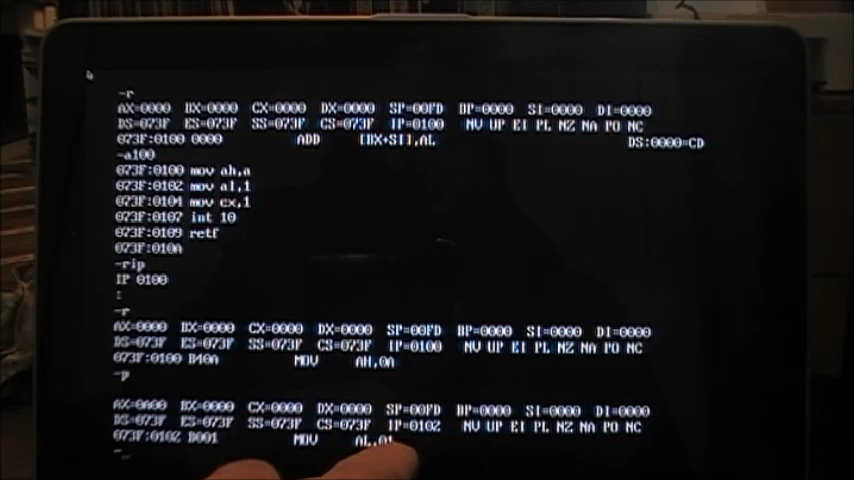 -r
AX=0000 BX=0000 CX=0000 DX=0000 SP=00FD BP=0000 SI=0000 DI=0000
DS=073F ES=073F SS=073F CS=073F IP=0100 NV UP EI PL NZ NA PO NC
073F:0100 0000 ADD [BX+SI],AL DS:0000=CD
-a100
073F:0100 mov ah,a
073F:0102 mov al,1
073F:0104 mov cx,1
073F:0107 int 10
073F:0109 retf
073F:010A
-rip
IP 0100
:
-r
AX=0000 BX=0000 CX=0000 DX=0000 SP=00FD BP=0000 SI=0000 DI=0000
DS=073F ES=073F SS=073F CS=073F IP=0100 NV UP EI PL NZ NA PO NC
073F:0100 B40A MOV AH,0A
-p
AX=0A00 BX=0000 CX=0000 DX=0000 SP=00FD BP=0000 SI=0000 DI=0000
DS=073F ES=073F SS=073F CS=073F IP=0102 NV UP EI PL NZ NA PO NC
073F:0102 B001 MOV AL,01
-_